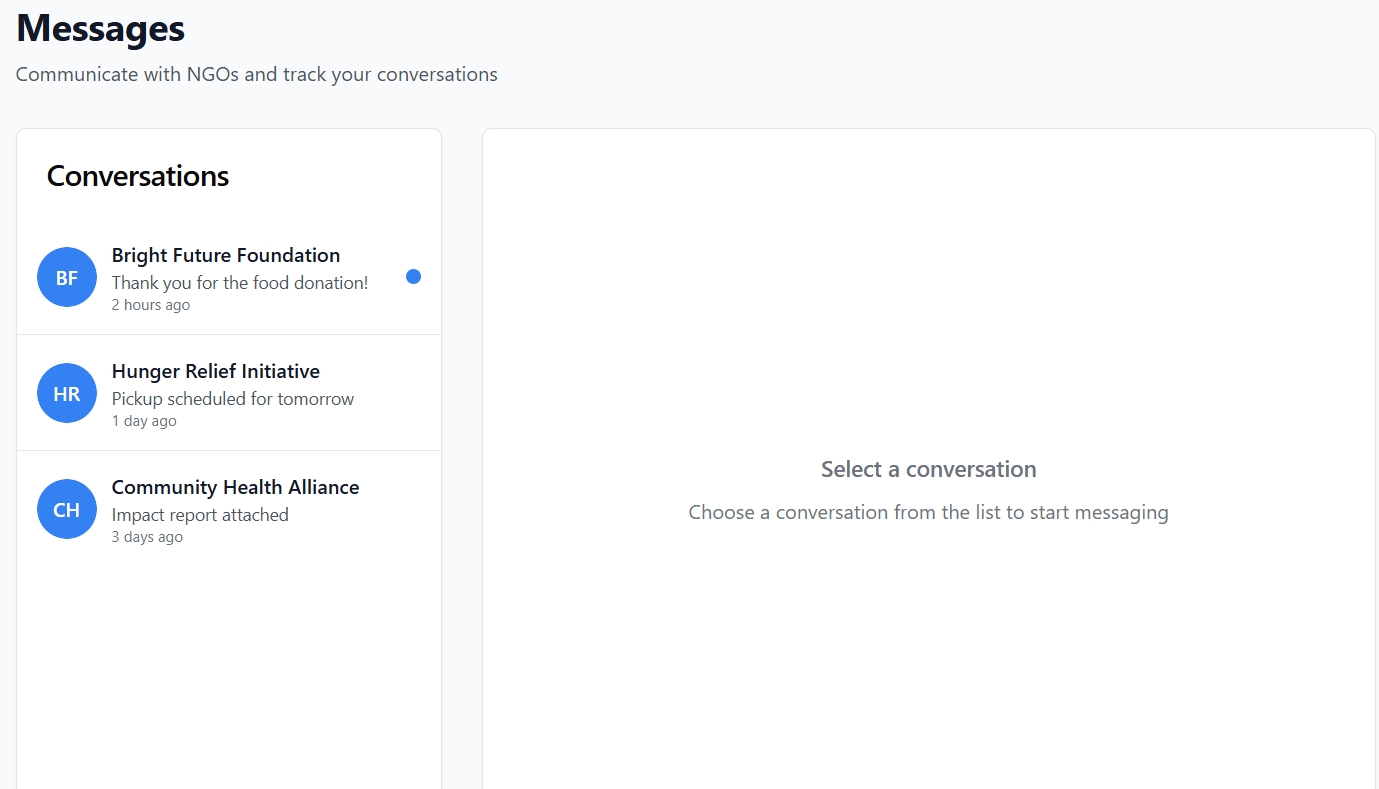 Messages
Communicate with NGOs and track your conversations
Conversations
BF
Bright Future Foundation
Thank you for the food donation!
2 hours ago
HR
Hunger Relief Initiative
Pickup scheduled for tomorrow
1 day ago
CH
Community Health Alliance
Impact report attached
3 days ago
Select a conversation
Choose a conversation from the list to start messaging